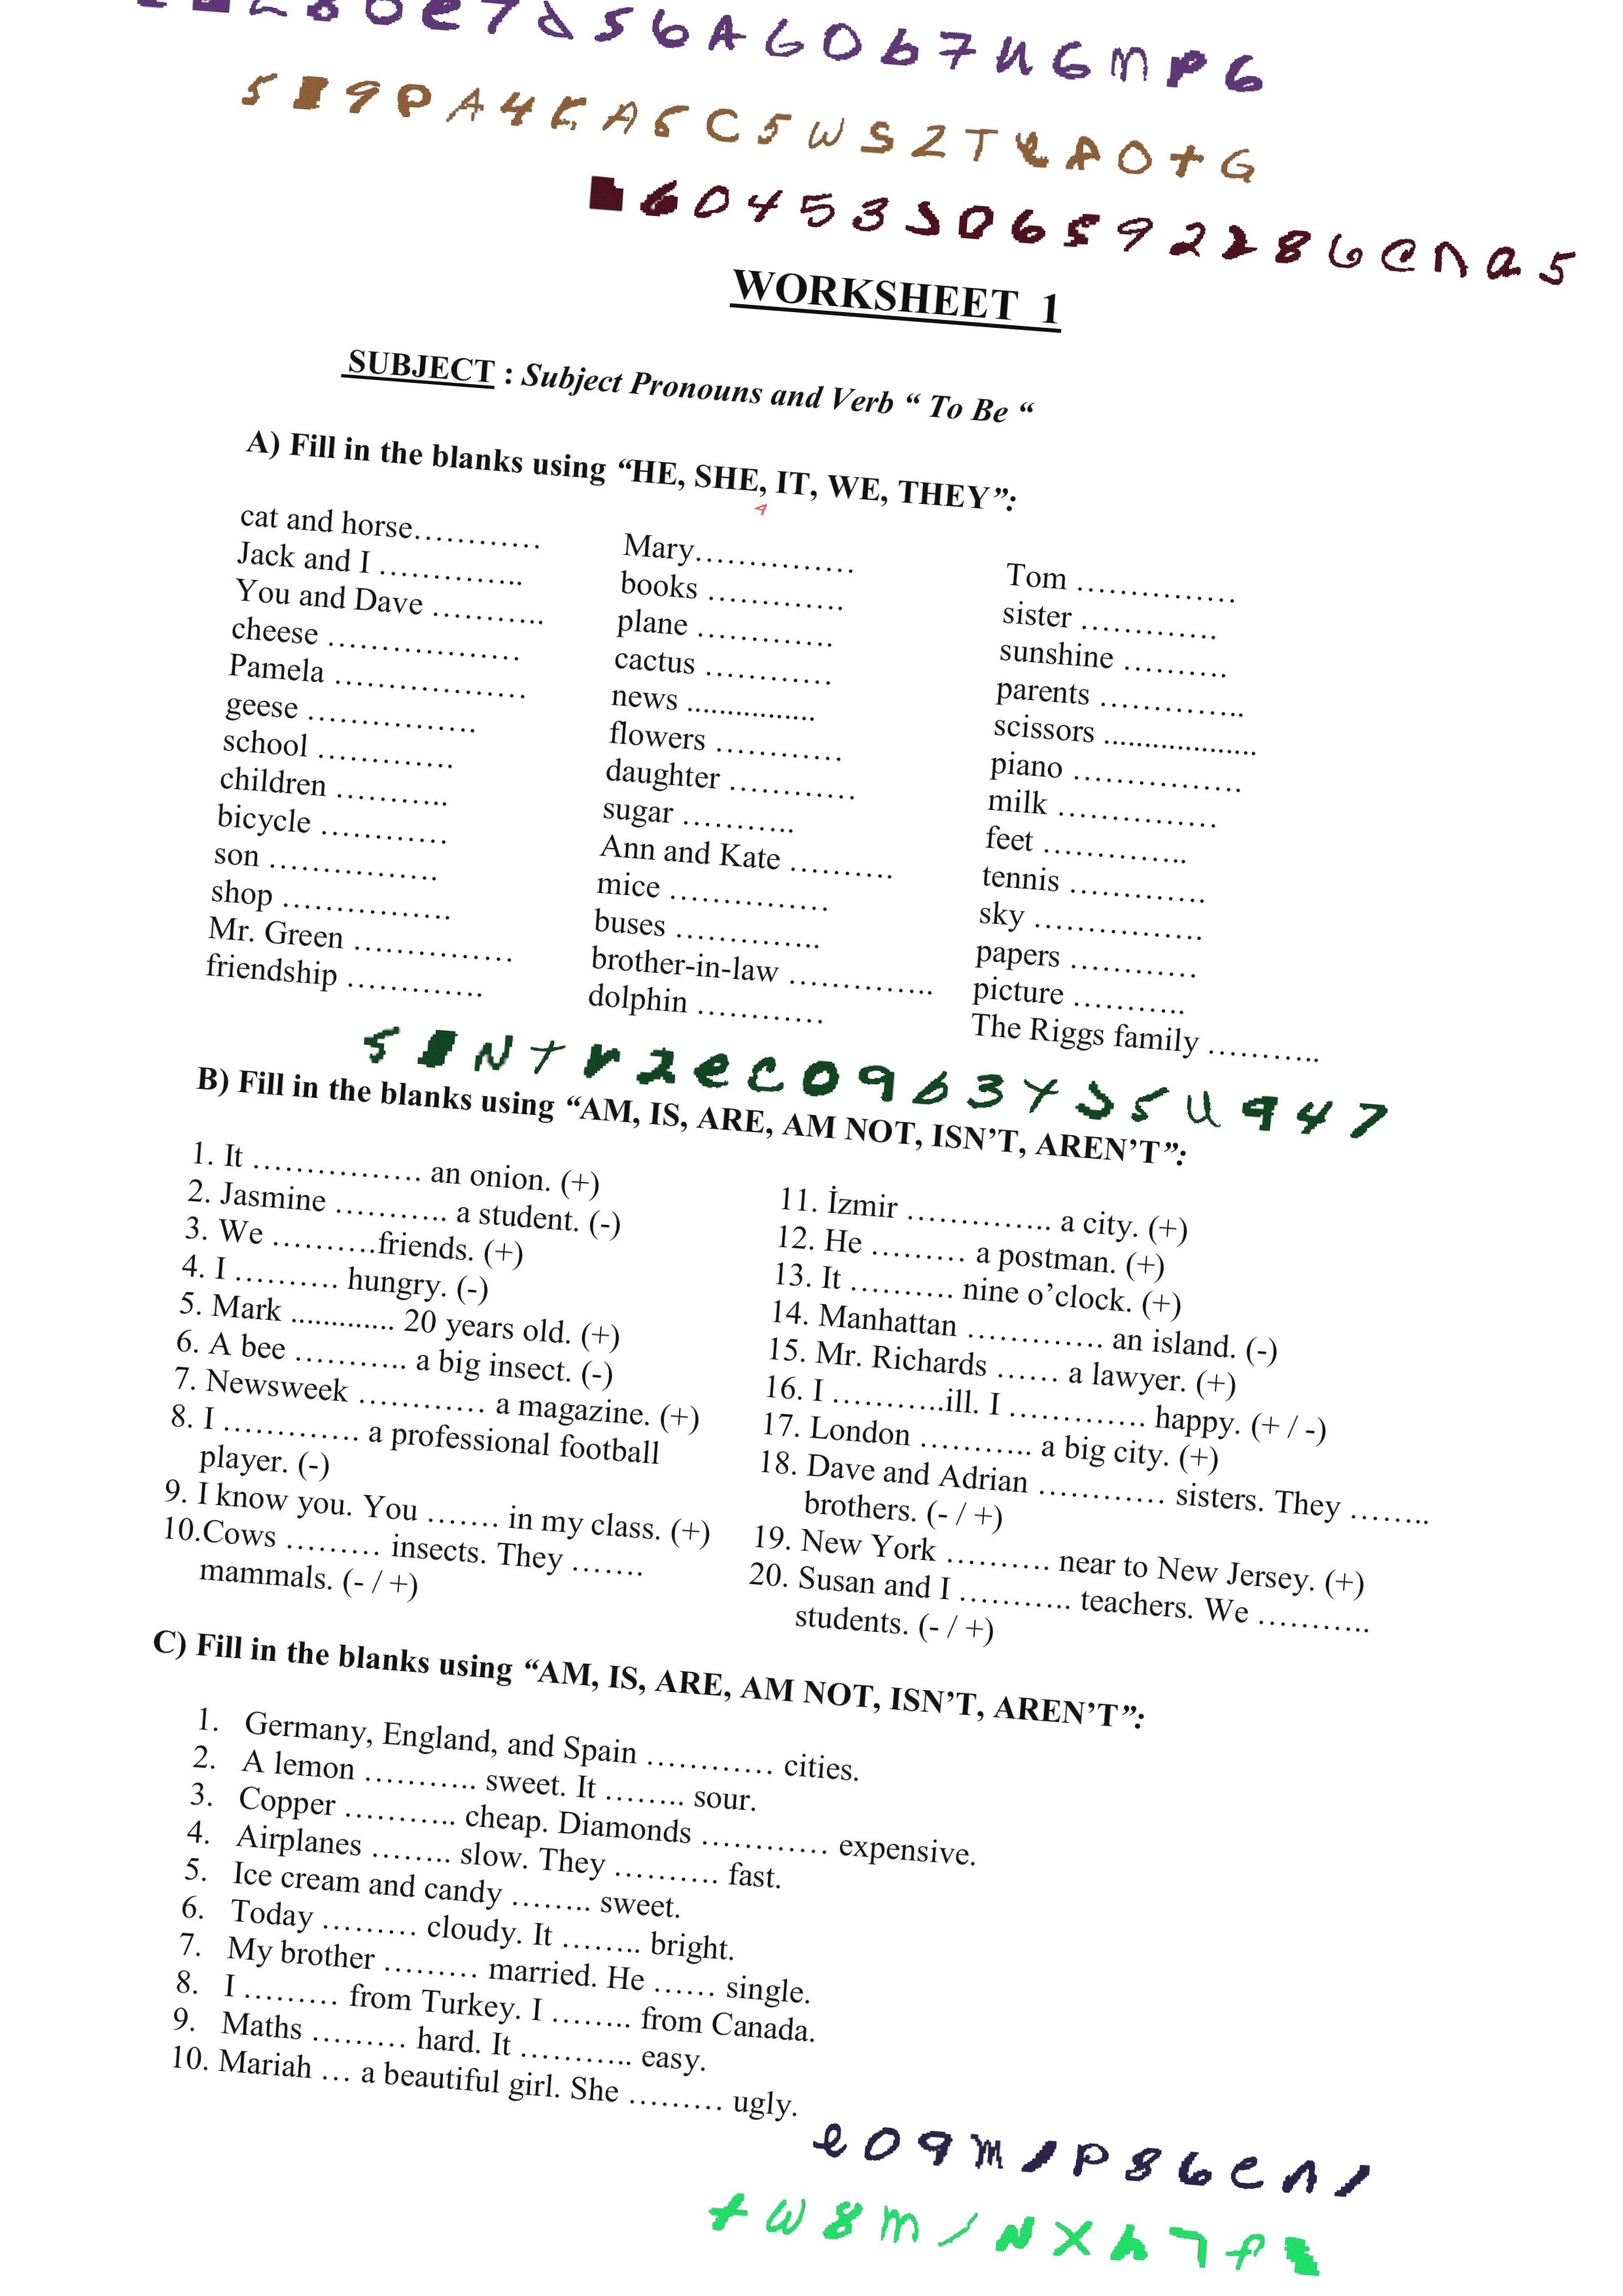 WORKSHEET 1
SUBJECT : Subject Pronouns and Verb “ To Be “
A) Fill in the blanks using “HE, SHE, IT, WE, THEY”:
cat and horse…………
Jack and I …………..
You and Dave ………..
cheese ………………
Pamela ………………
geese ……………
school ………….
children ………..
bicycle …………
son ……………
shop …………….
Mr. Green ……………
friendship ………….
Mary……………
books ………….
plane ………….
cactus …………
news ................
flowers …………
daughter …………
sugar ………..
Ann and Kate ……….
mice ……………
buses …………..
brother-in-law …………..
dolphin …………
Tom ……………
sister ………….
sunshine ……….
parents …………..
scissors ...................
piano ……………
milk ……………
feet …………..
tennis ………….
sky …………….
papers …………
picture ………..
The Riggs family ………..
B) Fill in the blanks using “AM, IS, ARE, AM NOT, ISN’T, AREN’T”:
1. It ……………. an onion. (+)
2. Jasmine ……….. a student. (-)
3. We ……….friends. (+)
4. I ………. hungry. (-)
5. Mark ............. 20 years old. (+)
6. A bee ……….. a big insect. (-)
7. Newsweek ………… a magazine. (+)
8. I …………. a professional football
player. (-)
9. I know you. You ……. in my class. (+)
10.Cows ……… insects. They …….
mammals. (- / +)
11. İzmir ………….. a city. (+)
12. He ……… a postman. (+)
13. It ………. nine o’clock. (+)
14. Manhattan …………. an island. (-)
15. Mr. Richards …… a lawyer. (+)
16. I ………..ill. I …………. happy. (+ / -)
17. London ……….. a big city. (+)
18. Dave and Adrian ………… sisters. They ……..
brothers. (- / +)
19. New York ………. near to New Jersey. (+)
20. Susan and I ……….. teachers. We ………..
students. (- / +)
C) Fill in the blanks using “AM, IS, ARE, AM NOT, ISN’T, AREN’T”:
1. Germany, England, and Spain ………… cities.
2. A lemon ……….. sweet. It …….. sour.
3. Copper ……….. cheap. Diamonds ………… expensive.
4. Airplanes …….. slow. They ………. fast.
5. Ice cream and candy …….. sweet.
6. Today ……… cloudy. It …….. bright.
7. My brother ……… married. He …… single.
8. I ……… from Turkey. I …….. from Canada.
9. Maths ……… hard. It ……….. easy.
10. Mariah … a beautiful girl. She ……… ugly.